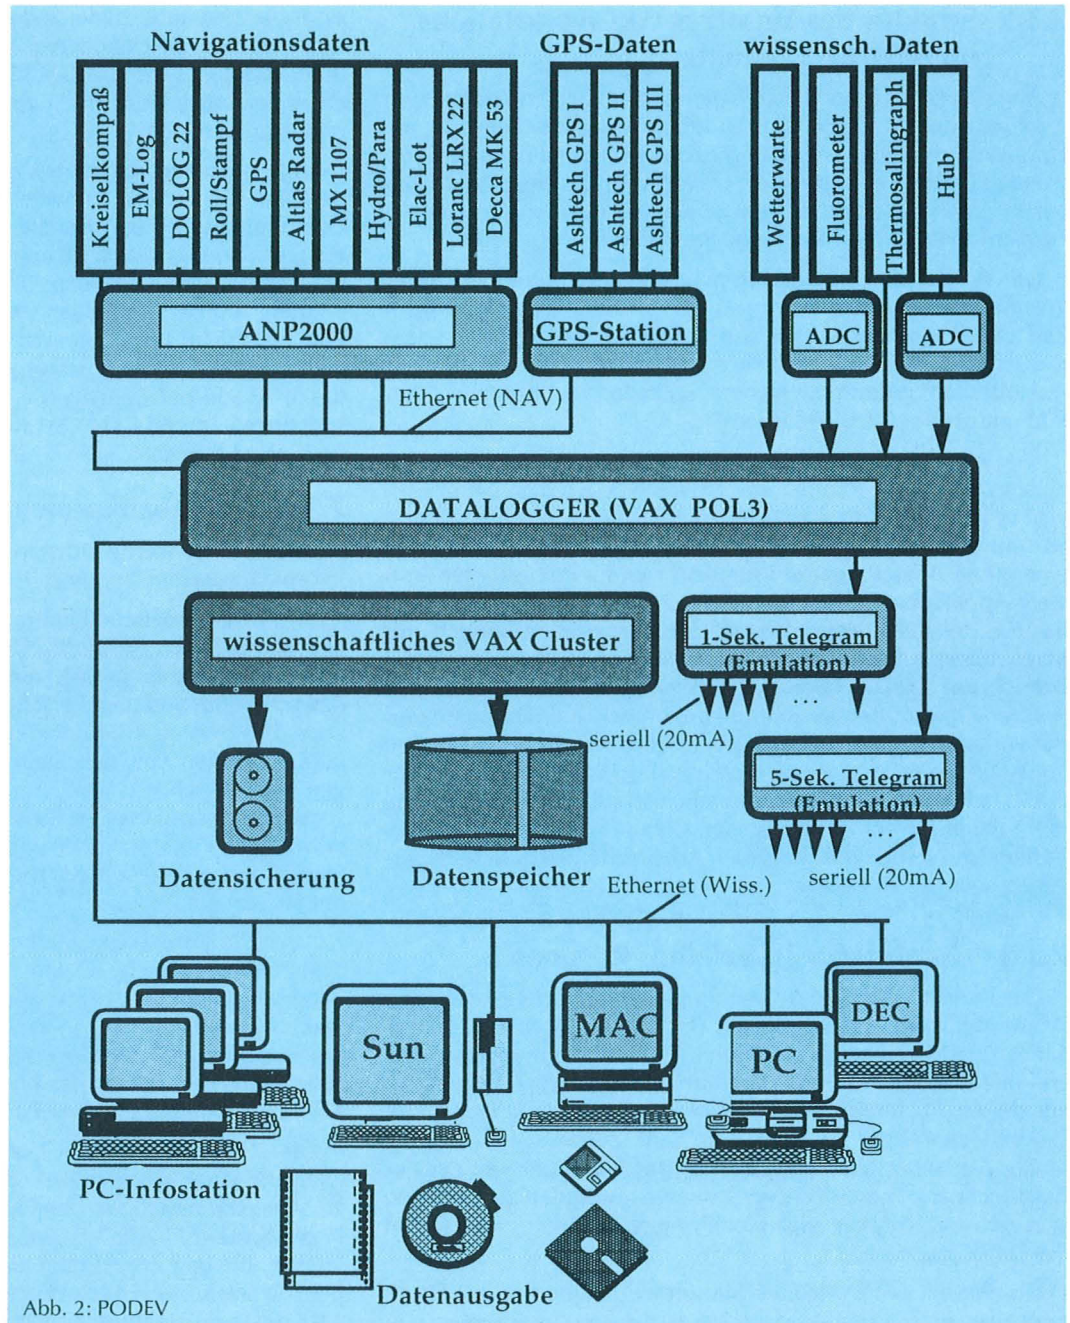 Navigationsdaten
GPS-Daten
wissensch. Daten
Kreiselkompaß
EM-Log
DOLOG 22
Roll/Stampf
GPS
Altlas Radar
MX 1107
Hydro/Para
Elac-Lot
Loranc LRX 22
Decca MK 53
Ashtech GPS I
Ashtech GPS II
Ashtech GPS III
Wetterwarte
Fluorometer
Thermosalingraph
Hub
ANP2000
GPS-Station
ADC
ADC
Ethernet (NAV)
DATALOGGER (VAX POL3)
wissenschaftliches VAX Cluster
1-Sek. Telegram
(Emulation)
...
seriell (20mA)
5-Sek. Telegram
(Emulation)
...
seriell (20mA)
Datensicherung
Datenspeicher
Ethernet (Wiss.)
Sun
MAC
PC
DEC
PC-Infostation
Datenausgabe
Abb. 2: PODEV